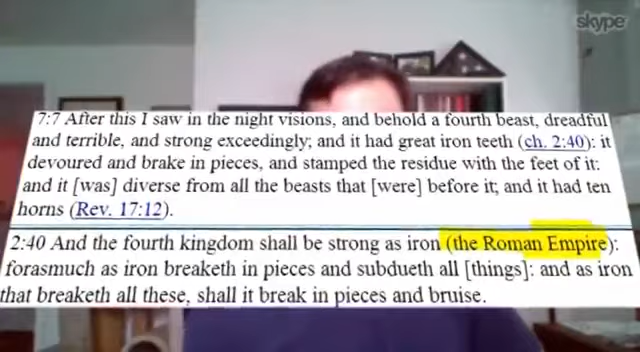 skype
7:7 After this I saw in the night visions, and behold a fourth beast, dreadful
and terrible, and strong exceedingly; and it had great iron teeth (ch. 2:40): it
devoured and brake in pieces, and stamped the residue with the feet of it:
and it [was] diverse from all the beasts that [were] before it; and it had ten
horns (Rev. 17:12).
2:40 And the fourth kingdom shall be strong as iron (the Roman Empire):
forasmuch as iron breaketh in pieces and subdueth all [things]: and as iron
that breaketh all these, shall it break in pieces and bruise.